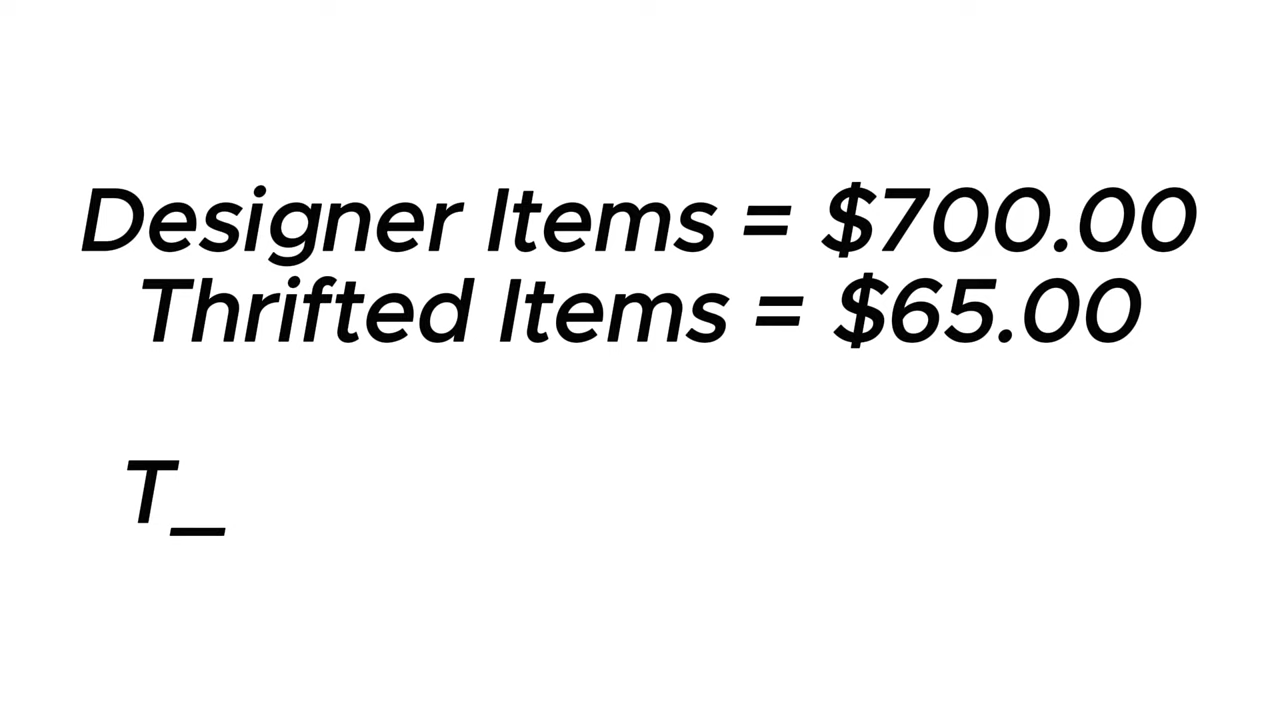 Designer Items = $700.00
Thrifted Items = $65.00
T_